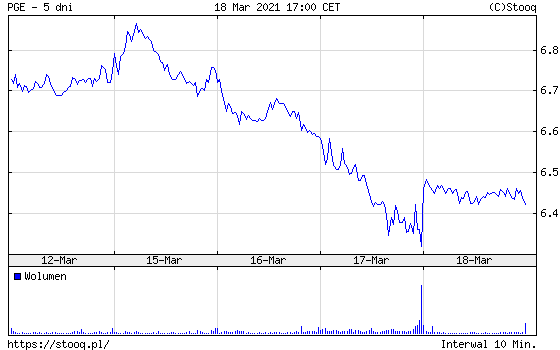 PGE - 5 dni 18 Mar 2021 17:00 CET (C)Stooq
6.8
6.7
6.6
6.5
6.4
12-Mar 15-Mar 16-Mar 17-Mar 18-Mar
Wolumen
https://stooq.pl/ Interwal 10 Min.